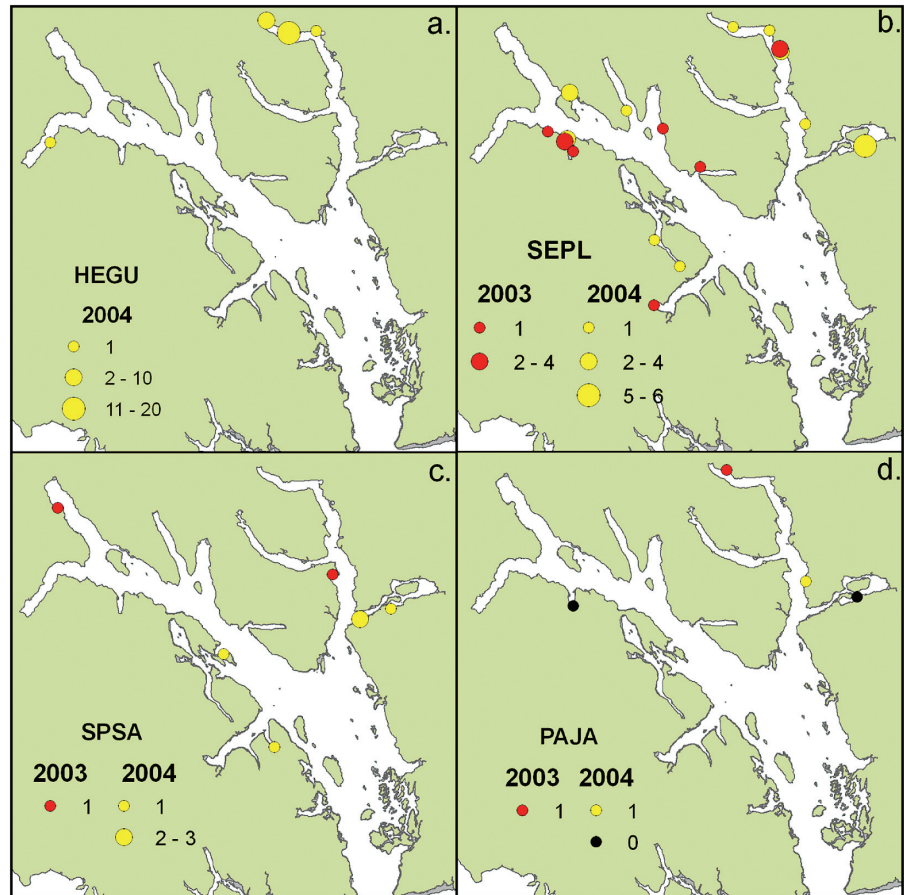 a.
HEGU
2004
1
2 - 10
11 - 20
b.
SEPL
2003 2004
1 1
2 - 4 2 - 4
5 - 6
c.
SPSA
2003 2004
1 1
2 - 3
d.
PAJA
2003 2004
1 1
0